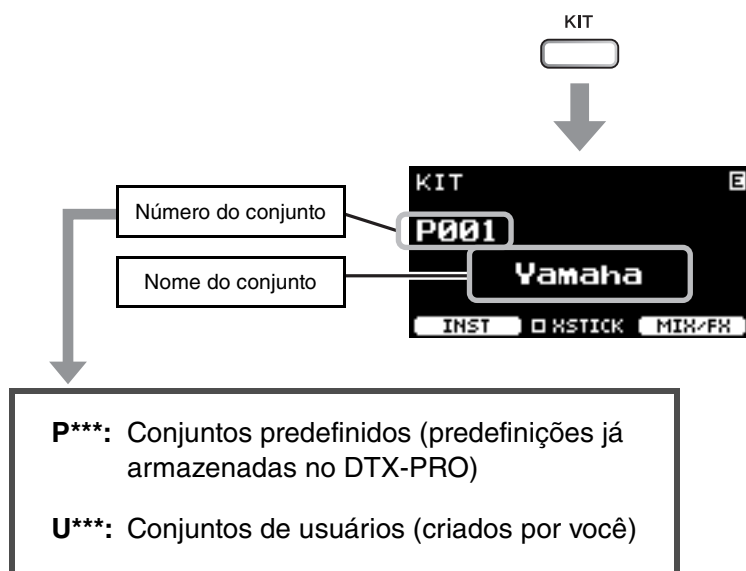 KIT
KIT E
Número do conjunto
P001
Nome do conjunto
Yamaha
INST XSTICK MIX/FX
P***: Conjuntos predefinidos (predefinições já
armazenadas no DTX-PRO)
U***: Conjuntos de usuários (criados por você)